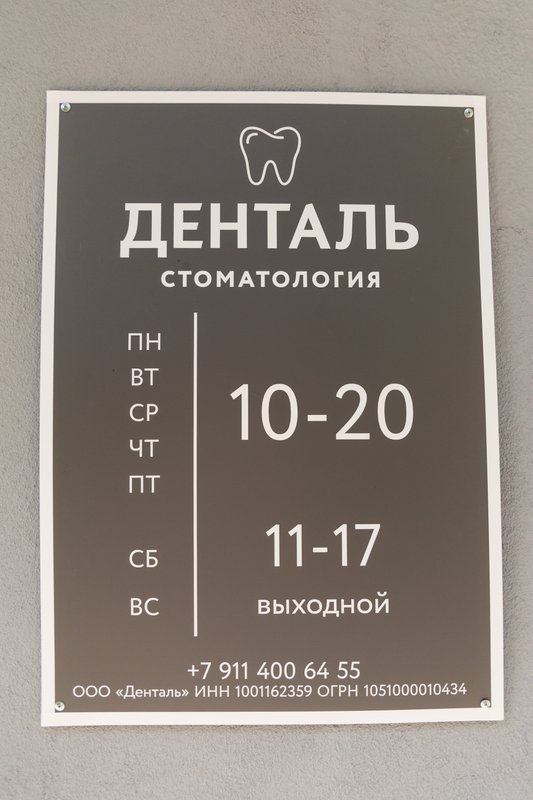 ДЕНТАЛЬ
СТОМАТОЛОГИЯ
ПН
ВТ
СР
ЧТ
ПТ
10-20
СБ 11-17
ВС ВЫХОДНОЙ
+7 911 400 64 55
ООО «Денталь» ИНН 1001162359 ОГРН 1051000010434